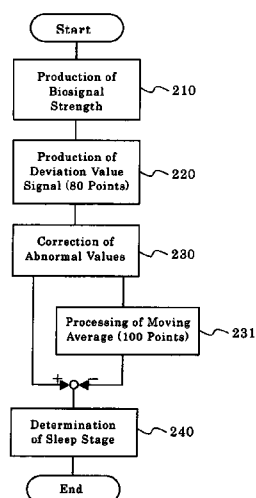 Start
Production of
Biosignal
Strength
210
Production of
Deviation Value
Signal (80 Points)
220
Correction of
Abnormal Values
230
Processing of Moving
Average (100 Points)
231
+
−
Determination
of Sleep Stage
240
End